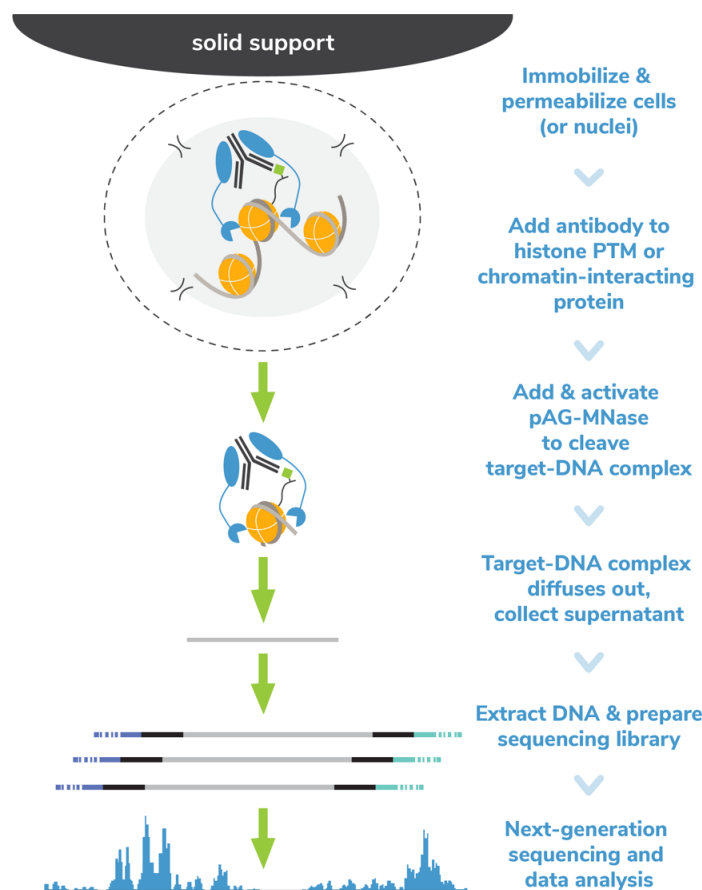 solid support
Immobilize &
permeabilize cells
(or nuclei)
Add antibody to
histone PTM or
chromatin-interacting
protein
Add & activate
pAG-MNase
to cleave
target-DNA complex
Target-DNA complex
diffuses out,
collect supernatant
Extract DNA & prepare
sequencing library
Next-generation
sequencing and
data analysis